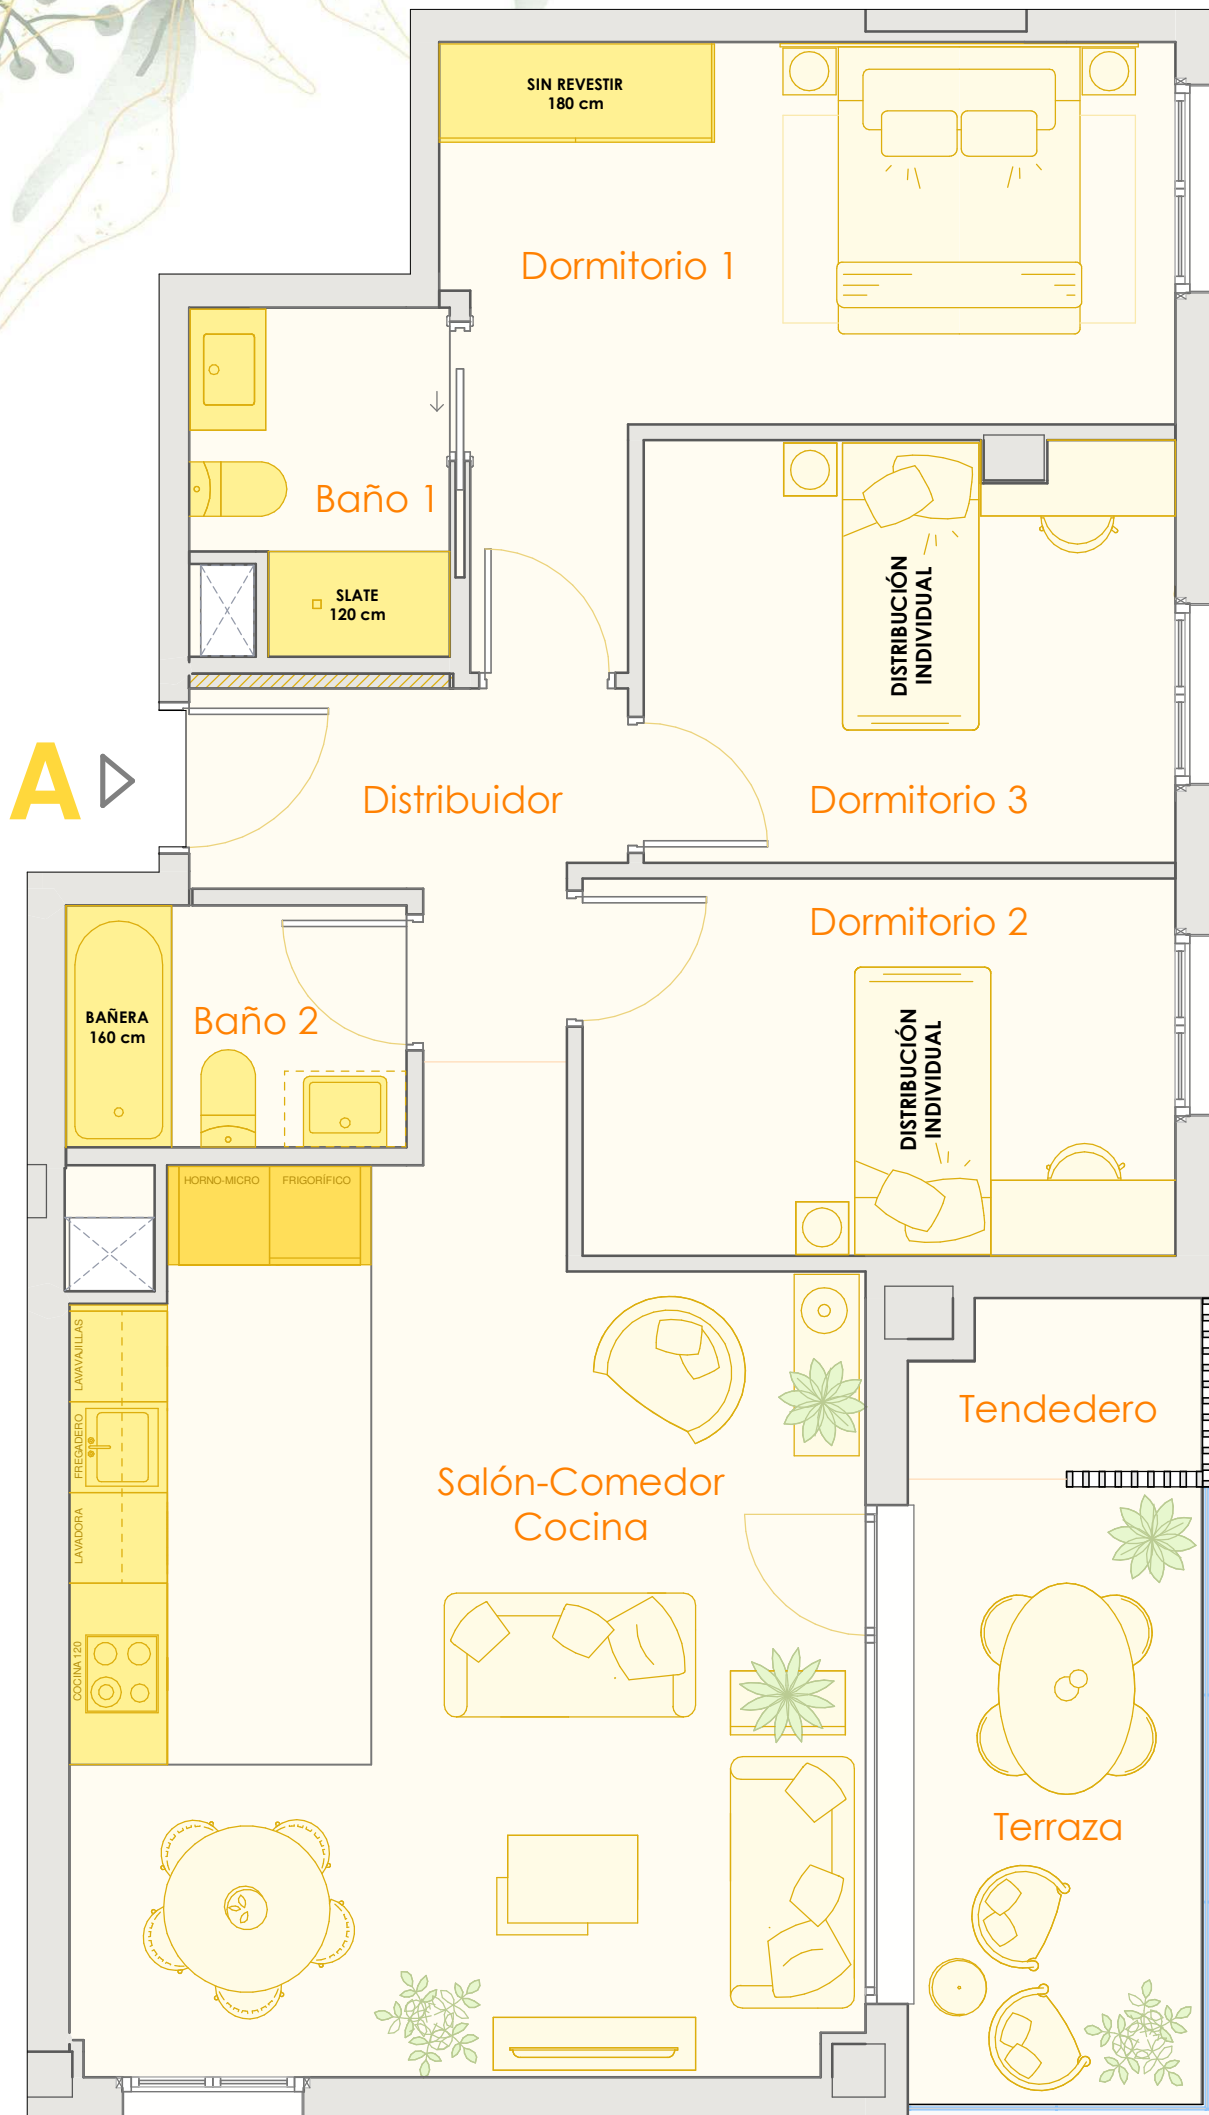 SIN REVESTIR
180 cm
Dormitorio 1
Baño 1
SLATE
120 cm
DISTRIBUCIÓN
INDIVIDUAL
A
Distribuidor
Dormitorio 3
Dormitorio 2
BAÑERA
160 cm
Baño 2
DISTRIBUCIÓN
INDIVIDUAL
HORNO-MICRO
FRIGORÍFICO
LAVAVAJILLAS
FREGADERO
LAVADORA
COCINA 120
Tendedero
Salón-Comedor
Cocina
Terraza